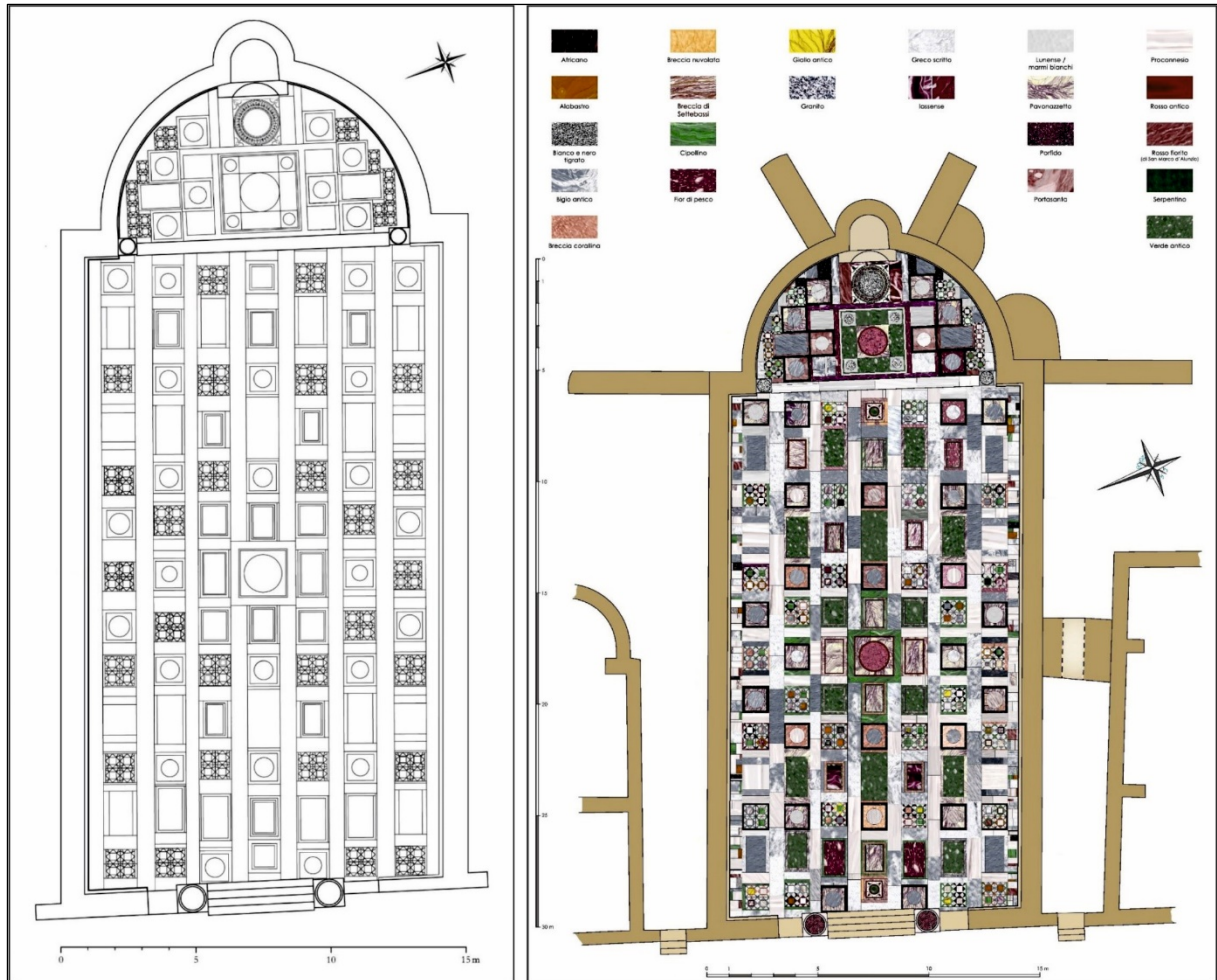 Africano
Breccia nuvolata
Giallo antico
Greco scritto
Lunense /
marmi bianchi
Proconnesio
Alabastro
Breccia di
Settebassi
Granito
Iassense
Pavonazzetto
Rosso antico
Bianco e nero
tigrato
Cipollino
Porfido
Rosso fiorito
(di San Marco d'Alunzio)
Bigio antico
Fior di pesco
Portasanta
Serpentino
Breccia corallina
Verde antico
0
1
5
10
15
20
25
30 m
0
5
10
15 m
0
1
5
10
15 m